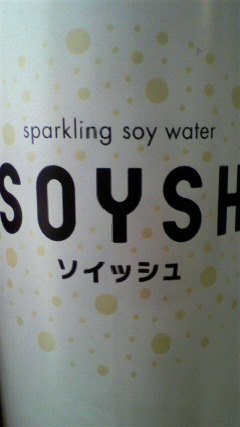 sparkling soy water
SOYSH
ソイッシュ